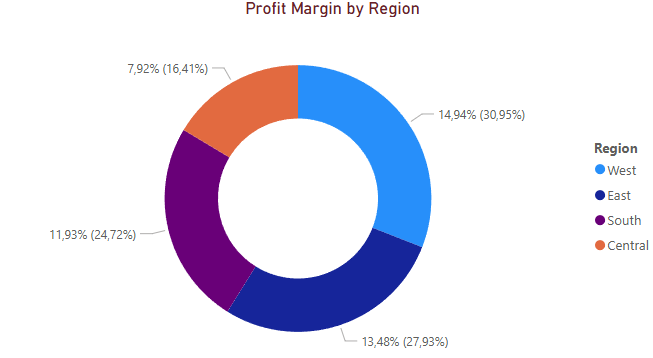 Profit Margin by Region
7,92% (16,41%)
14,94% (30,95%)
11,93% (24,72%)
13,48% (27,93%)
Region
West
East
South
Central